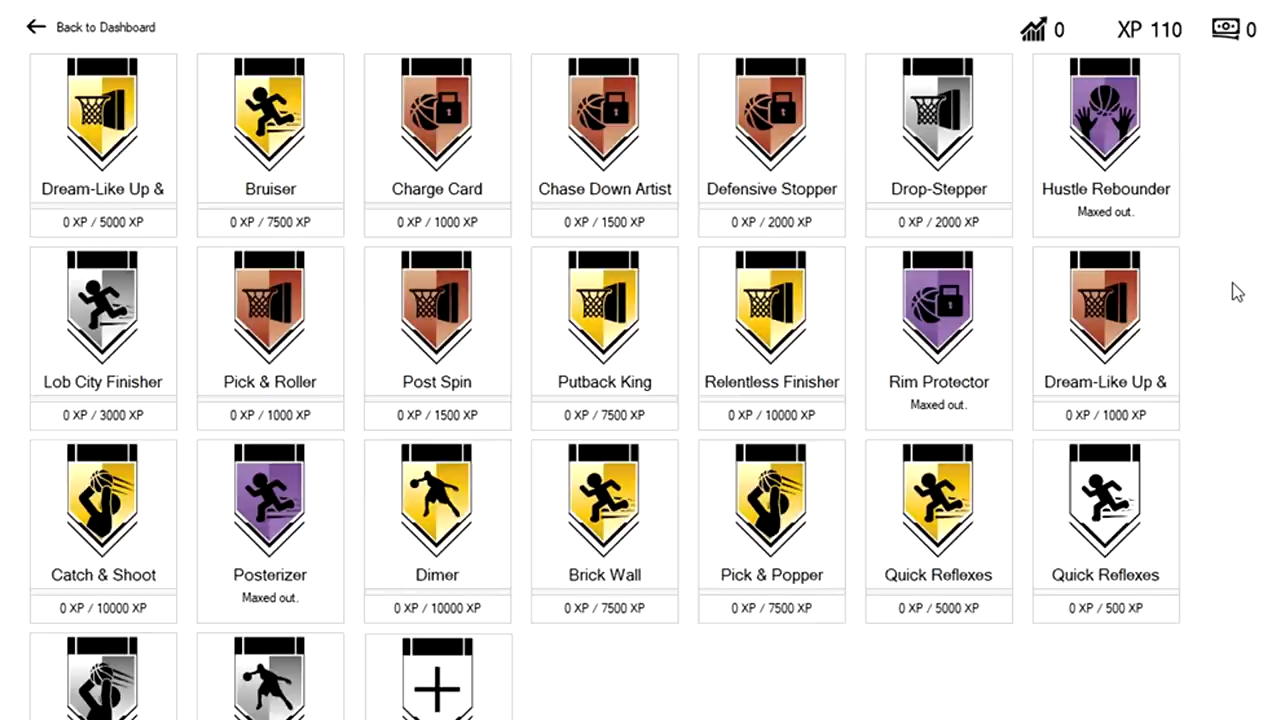 Back to Dashboard
0
XP 110
0
Dream-Like Up &
Bruiser
Charge Card
Chase Down Artist
Defensive Stopper
Drop-Stepper
Hustle Rebounder
0 XP / 5000 XP
0 XP / 7500 XP
0 XP / 1000 XP
0 XP / 1500 XP
0 XP / 2000 XP
0 XP / 2000 XP
Maxed out.
Lob City Finisher
Pick & Roller
Post Spin
Putback King
Relentless Finisher
Rim Protector
Dream-Like Up &
0 XP / 3000 XP
0 XP / 1000 XP
0 XP / 1500 XP
0 XP / 7500 XP
0 XP / 10000 XP
Maxed out.
0 XP / 1000 XP
Catch & Shoot
Posterizer
Dimer
Brick Wall
Pick & Popper
Quick Reflexes
Quick Reflexes
0 XP / 10000 XP
Maxed out.
0 XP / 10000 XP
0 XP / 7500 XP
0 XP / 7500 XP
0 XP / 5000 XP
0 XP / 500 XP